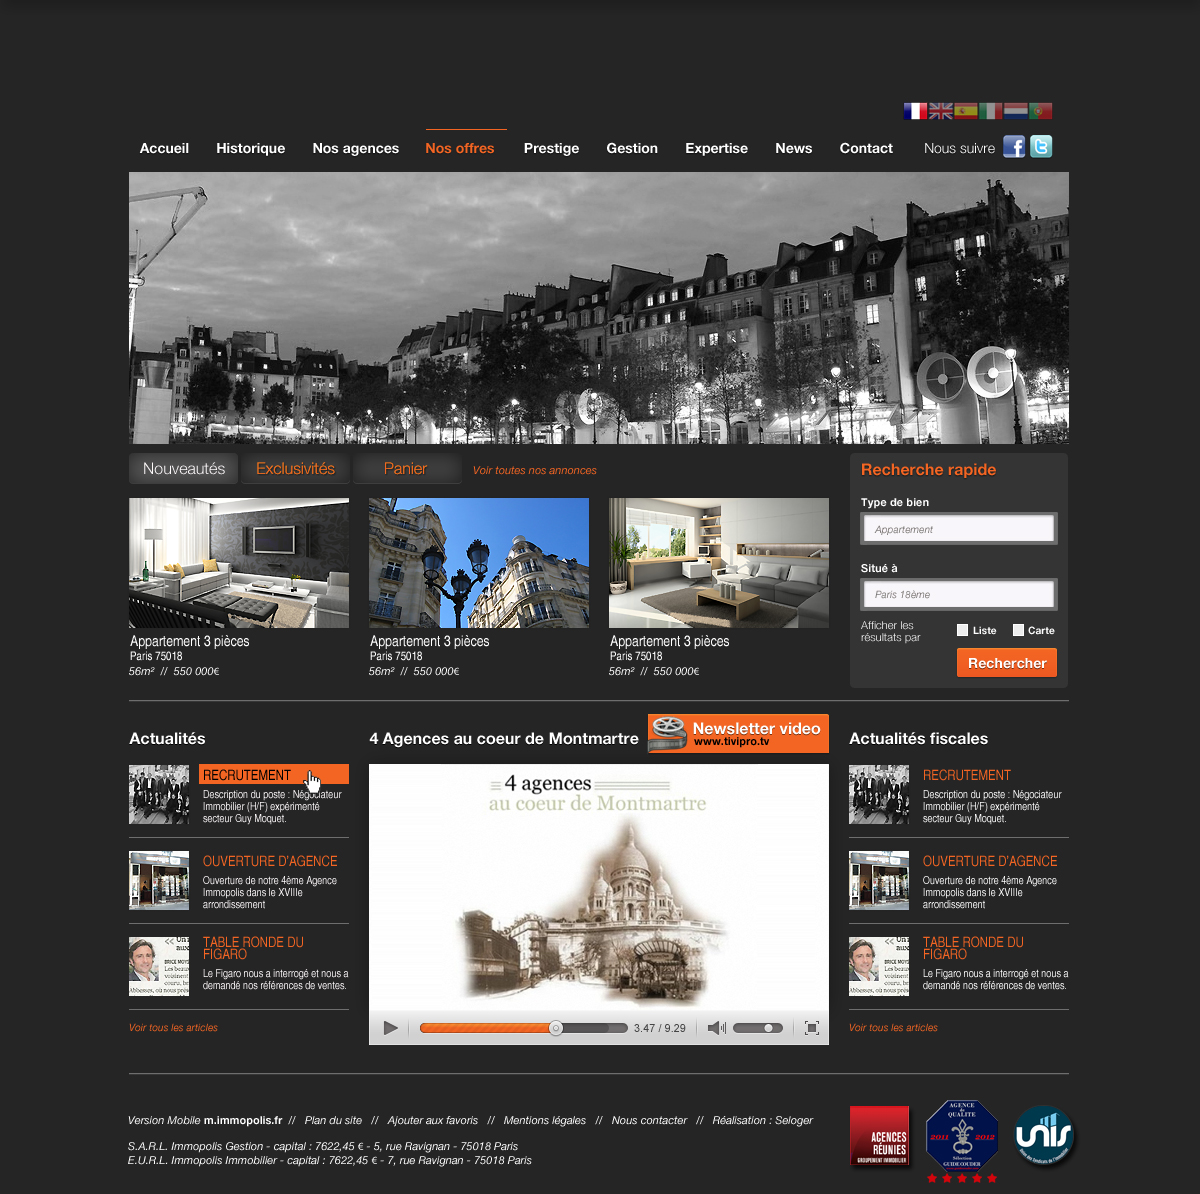 Accueil Historique Nos agences Nos offres Prestige Gestion Expertise News Contact Nous suivre
Nouveautés Exclusivités Panier Voir toutes nos annonces
Appartement 3 pièces
Paris 75018
56m² // 550 000€
Appartement 3 pièces
Paris 75018
56m² // 550 000€
Appartement 3 pièces
Paris 75018
56m² // 550 000€
Recherche rapide
Type de bien
Appartement
Situé à
Paris 18ème
Afficher les
résultats par
Liste Carte
Rechercher
Actualités
RECRUTEMENT
Description du poste : Négociateur
Immobilier (H/F) expérimenté
secteur Guy Moquet.
OUVERTURE D'AGENCE
Ouverture de notre 4ème Agence
Immopolis dans le XVIIIe
arrondissement
TABLE RONDE DU
FIGARO
Le Figaro nous a interrogé et nous a
demandé nos références de ventes.
Voir tous les articles
4 Agences au coeur de Montmartre
Newsletter video
www.tivipro.tv
4 agences
au coeur de Montmartre
3.47 / 9.29
Actualités fiscales
RECRUTEMENT
Description du poste : Négociateur
Immobilier (H/F) expérimenté
secteur Guy Moquet.
OUVERTURE D'AGENCE
Ouverture de notre 4ème Agence
Immopolis dans le XVIIIe
arrondissement
TABLE RONDE DU
FIGARO
Le Figaro nous a interrogé et nous a
demandé nos références de ventes.
Voir tous les articles
Version Mobile m.immopolis.fr // Plan du site // Ajouter aux favoris // Mentions légales // Nous contacter // Réalisation : Seloger
S.A.R.L. Immopolis Gestion - capital : 7622,45 € - 5, rue Ravignan - 75018 Paris
E.U.R.L. Immopolis Immobilier - capital : 7622,45 € - 7, rue Ravignan - 75018 Paris
AGENCES
RÉUNIES
GROUPEMENT IMMOBILIER
AGENCE
de
QUALITÉ
2011 2012
Sélection
GUIDE COUDER
unis